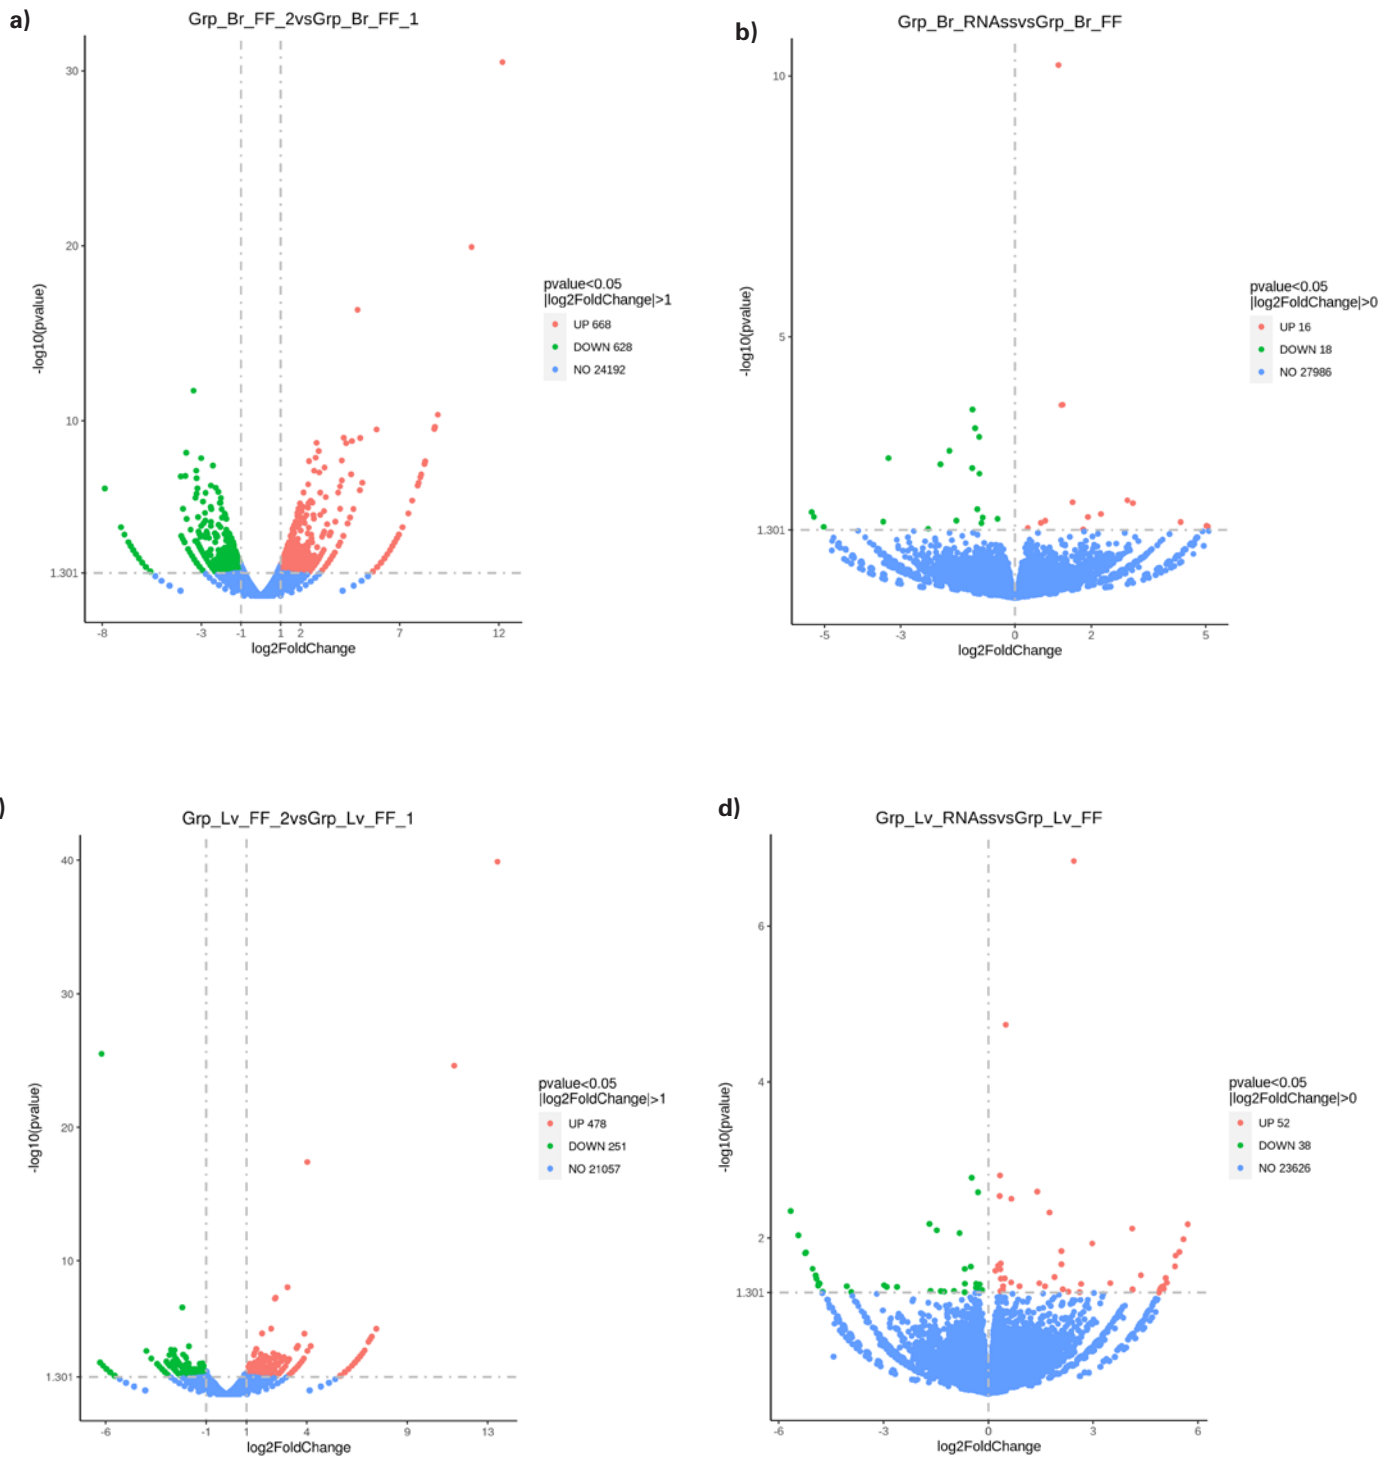 a)
Grp_Br_FF_2vsGrp_Br_FF_1
30
20
10
1.301
-log10(pvalue)
-8
-3
-1
1
2
7
12
log2FoldChange
pvalue<0.05
|log2FoldChange|>1
UP 668
DOWN 628
NO 24192
b)
Grp_Br_RNAssvsGrp_Br_FF
10
5
1.301
-log10(pvalue)
-5
-3
0
2
5
log2FoldChange
pvalue<0.05
|log2FoldChange|>0
UP 16
DOWN 18
NO 27986
)
Grp_Lv_FF_2vsGrp_Lv_FF_1
40
30
20
10
1.301
-log10(pvalue)
-6
-1
1
4
9
13
log2FoldChange
pvalue<0.05
|log2FoldChange|>1
UP 478
DOWN 251
NO 21057
d)
Grp_Lv_RNAssvsGrp_Lv_FF
6
4
2
1.301
-log10(pvalue)
-6
-3
0
3
6
log2FoldChange
pvalue<0.05
|log2FoldChange|>0
UP 52
DOWN 38
NO 23626